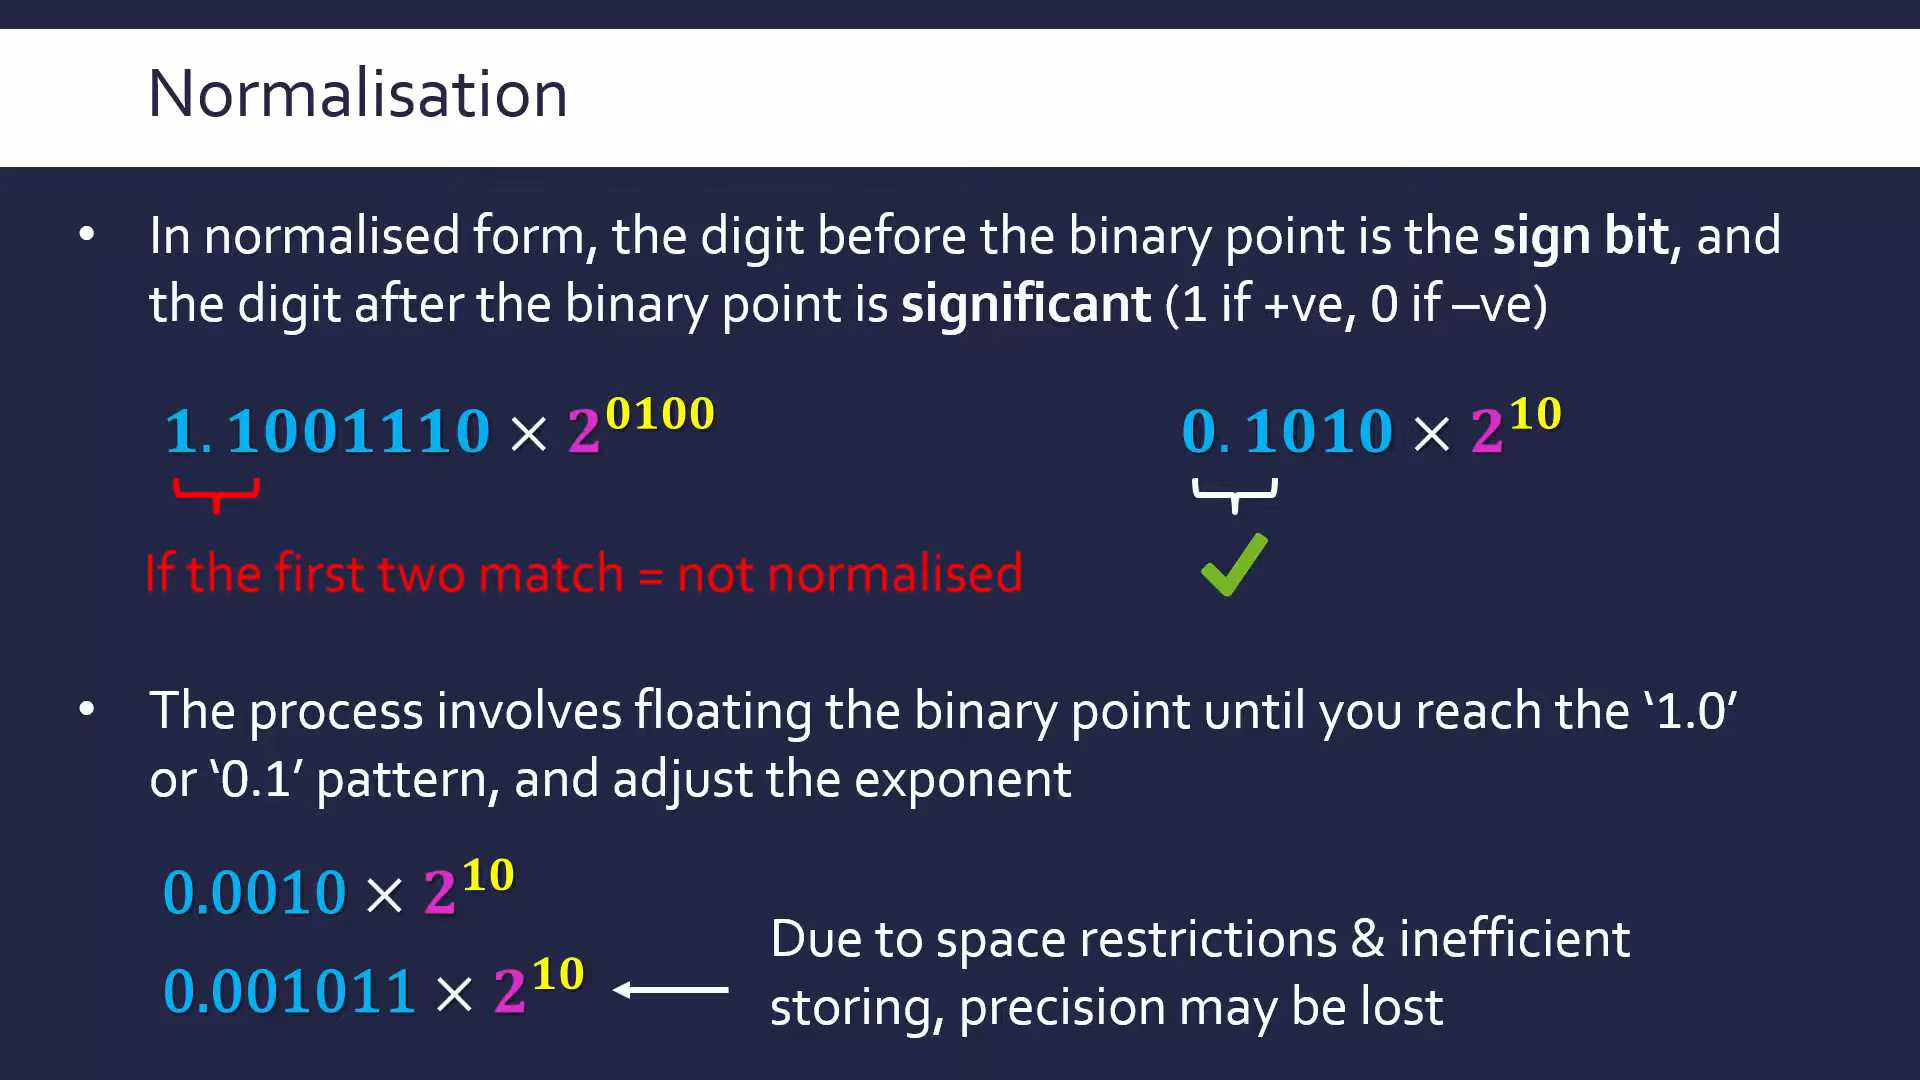 Normalisation
• In normalised form, the digit before the binary point is the sign bit, and
the digit after the binary point is significant (1 if +ve, 0 if –ve)
1.1001110 × 2^0100
0.1010 × 2^10
If the first two match = not normalised
• The process involves floating the binary point until you reach the ‘1.0’
or ‘0.1’ pattern, and adjust the exponent
0.0010 × 2^10
0.001011 × 2^10
Due to space restrictions & inefficient
storing, precision may be lost